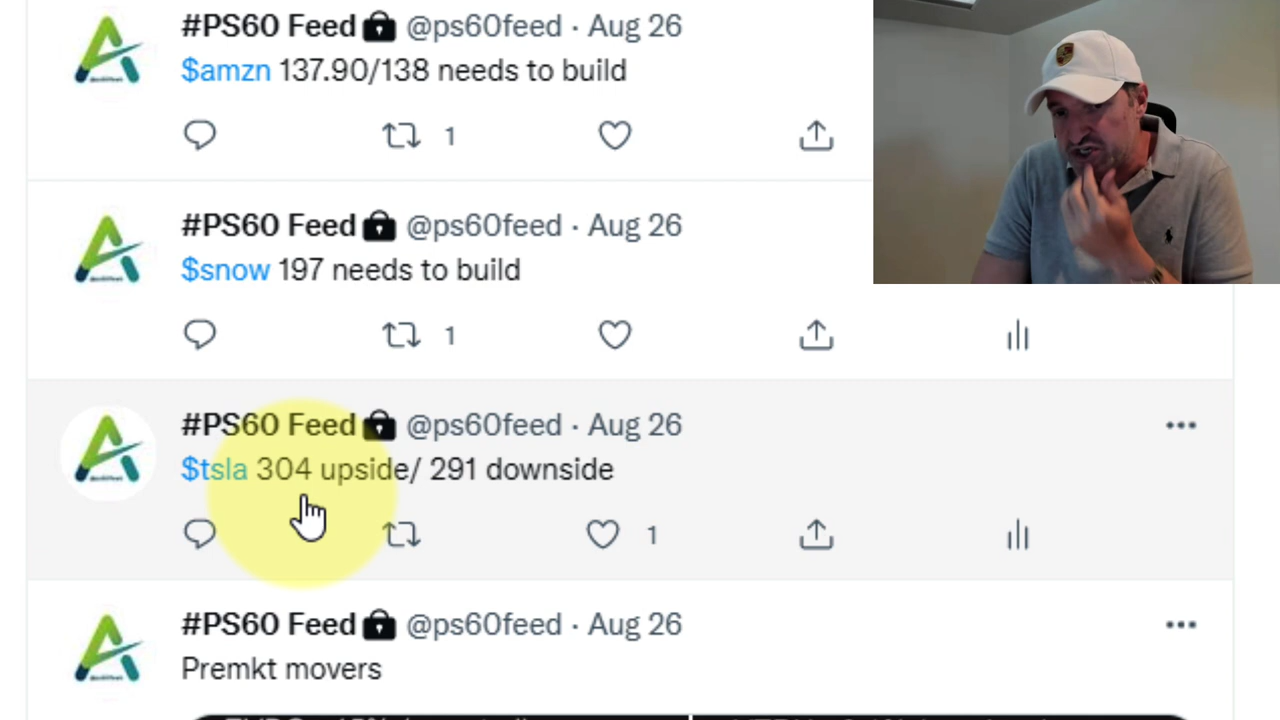 #PS60 Feed🔒 @ps60feed · Aug 26
$amzn 137.90/138 needs to build
1
#PS60 Feed🔒 @ps60feed · Aug 26
$snow 197 needs to build
1
#PS60 Feed🔒 @ps60feed · Aug 26
$tsla 304 upside/ 291 downside
1
#PS60 Feed🔒 @ps60feed · Aug 26
Premkt movers